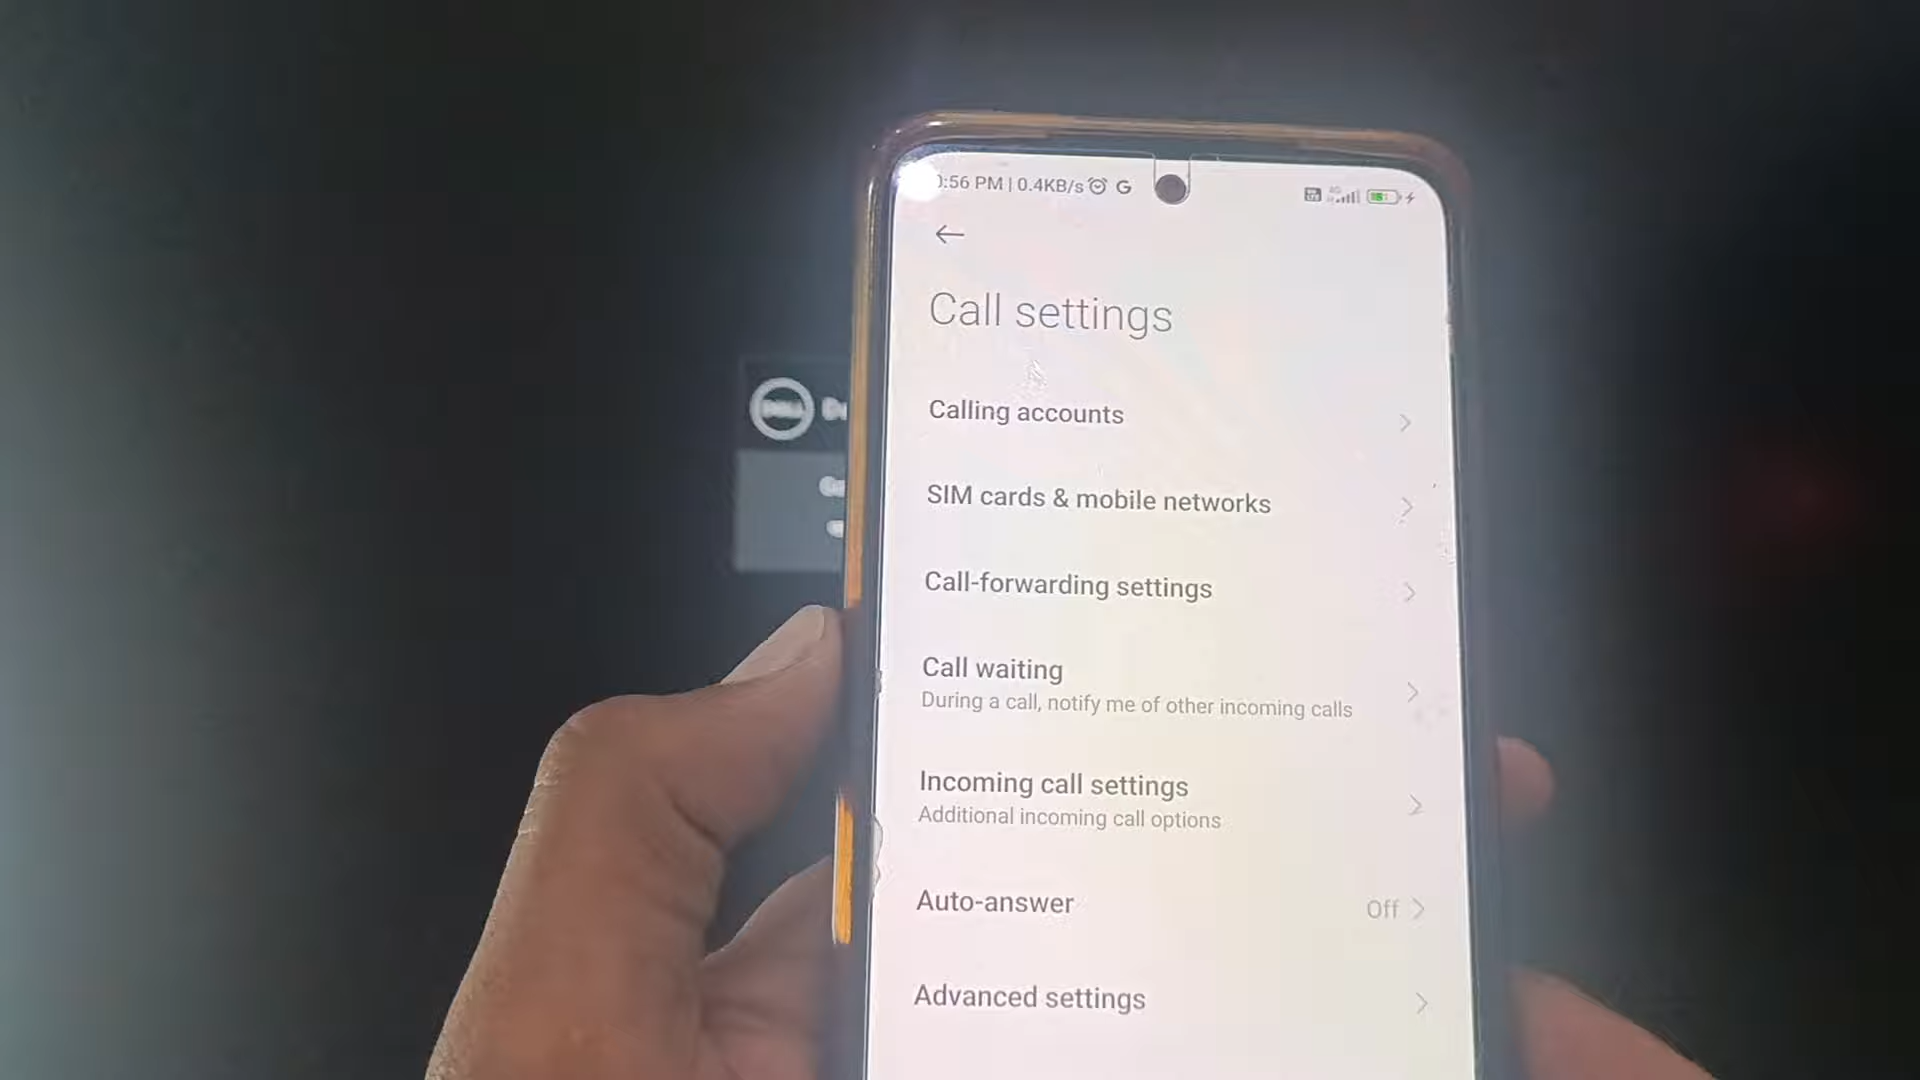 :56 PM | 0.4KB/s G
Call settings
Calling accounts
SIM cards & mobile networks
Call-forwarding settings
Call waiting
During a call, notify me of other incoming calls
Incoming call settings
Additional incoming call options
Auto-answer Off
Advanced settings